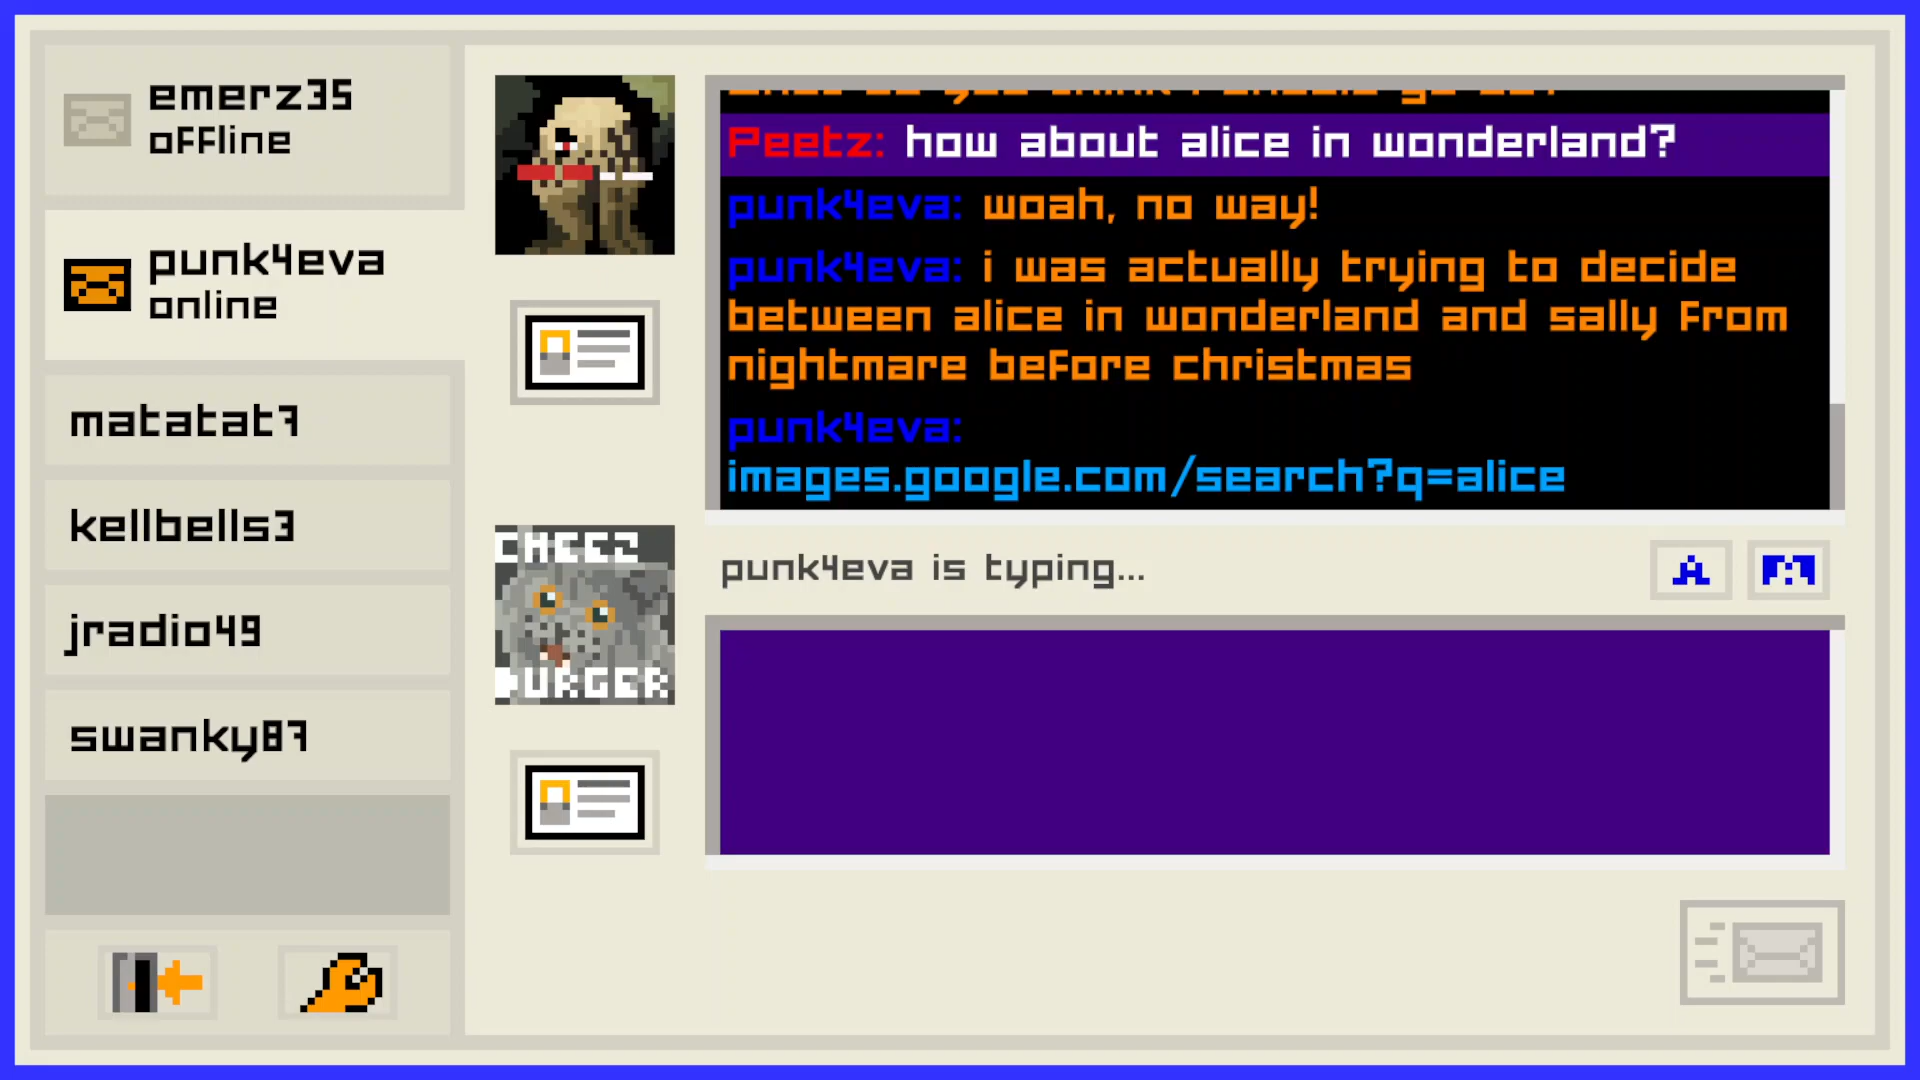 emerz35
offline
punk4eva
online
matatat7
kellbells3
jradio49
swanky87
Peetz: how about alice in wonderland?
punk4eva: woah, no way!
punk4eva: i was actually trying to decide
between alice in wonderland and sally from
nightmare before christmas
punk4eva:
images.google.com/search?q=alice
CHEEZ
BURGER
punk4eva is typing...
A